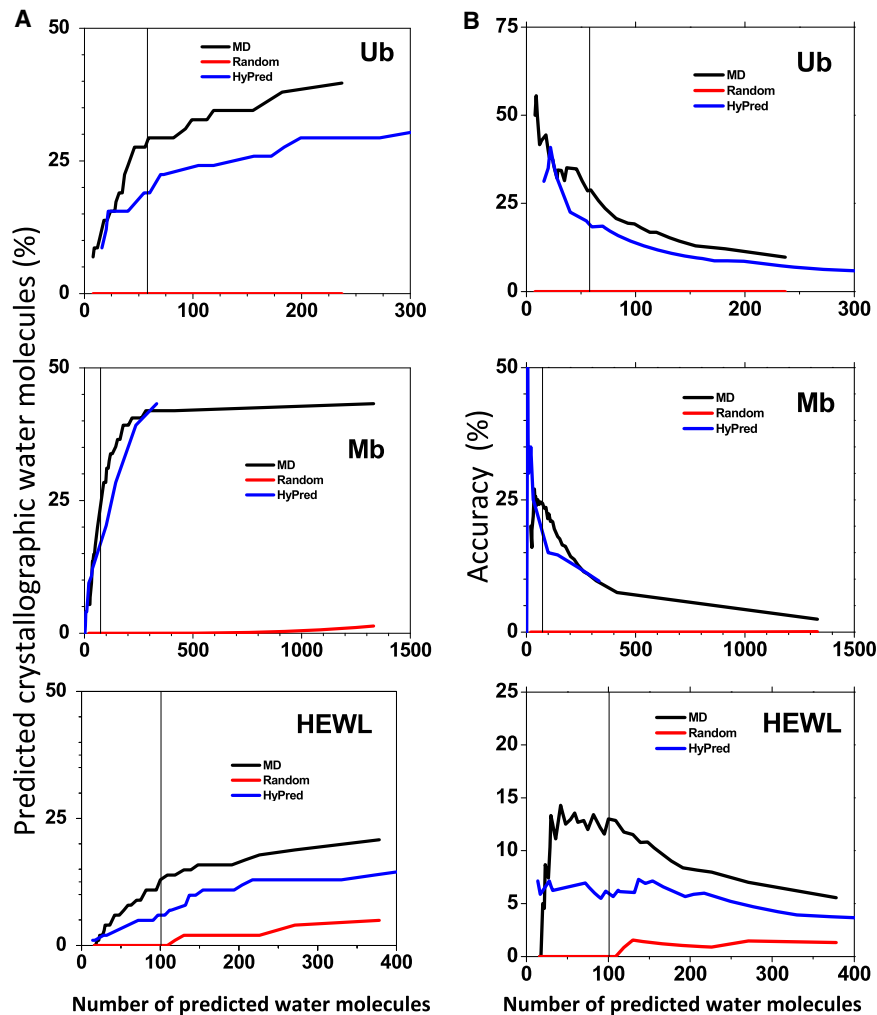 A
Predicted crystallographic water molecules (%)
50
25
0
0
100
200
300
Ub
MD
Random
HyPred
50
25
0
0
500
1000
1500
Mb
MD
Random
HyPred
50
25
0
0
100
200
300
400
HEWL
MD
Random
HyPred
Number of predicted water molecules
B
Accuracy (%)
75
50
25
0
0
100
200
300
Ub
MD
Random
HyPred
50
25
0
0
500
1000
1500
Mb
MD
Random
HyPred
25
20
15
10
5
0
0
100
200
300
400
HEWL
MD
Random
HyPred
Number of predicted water molecules